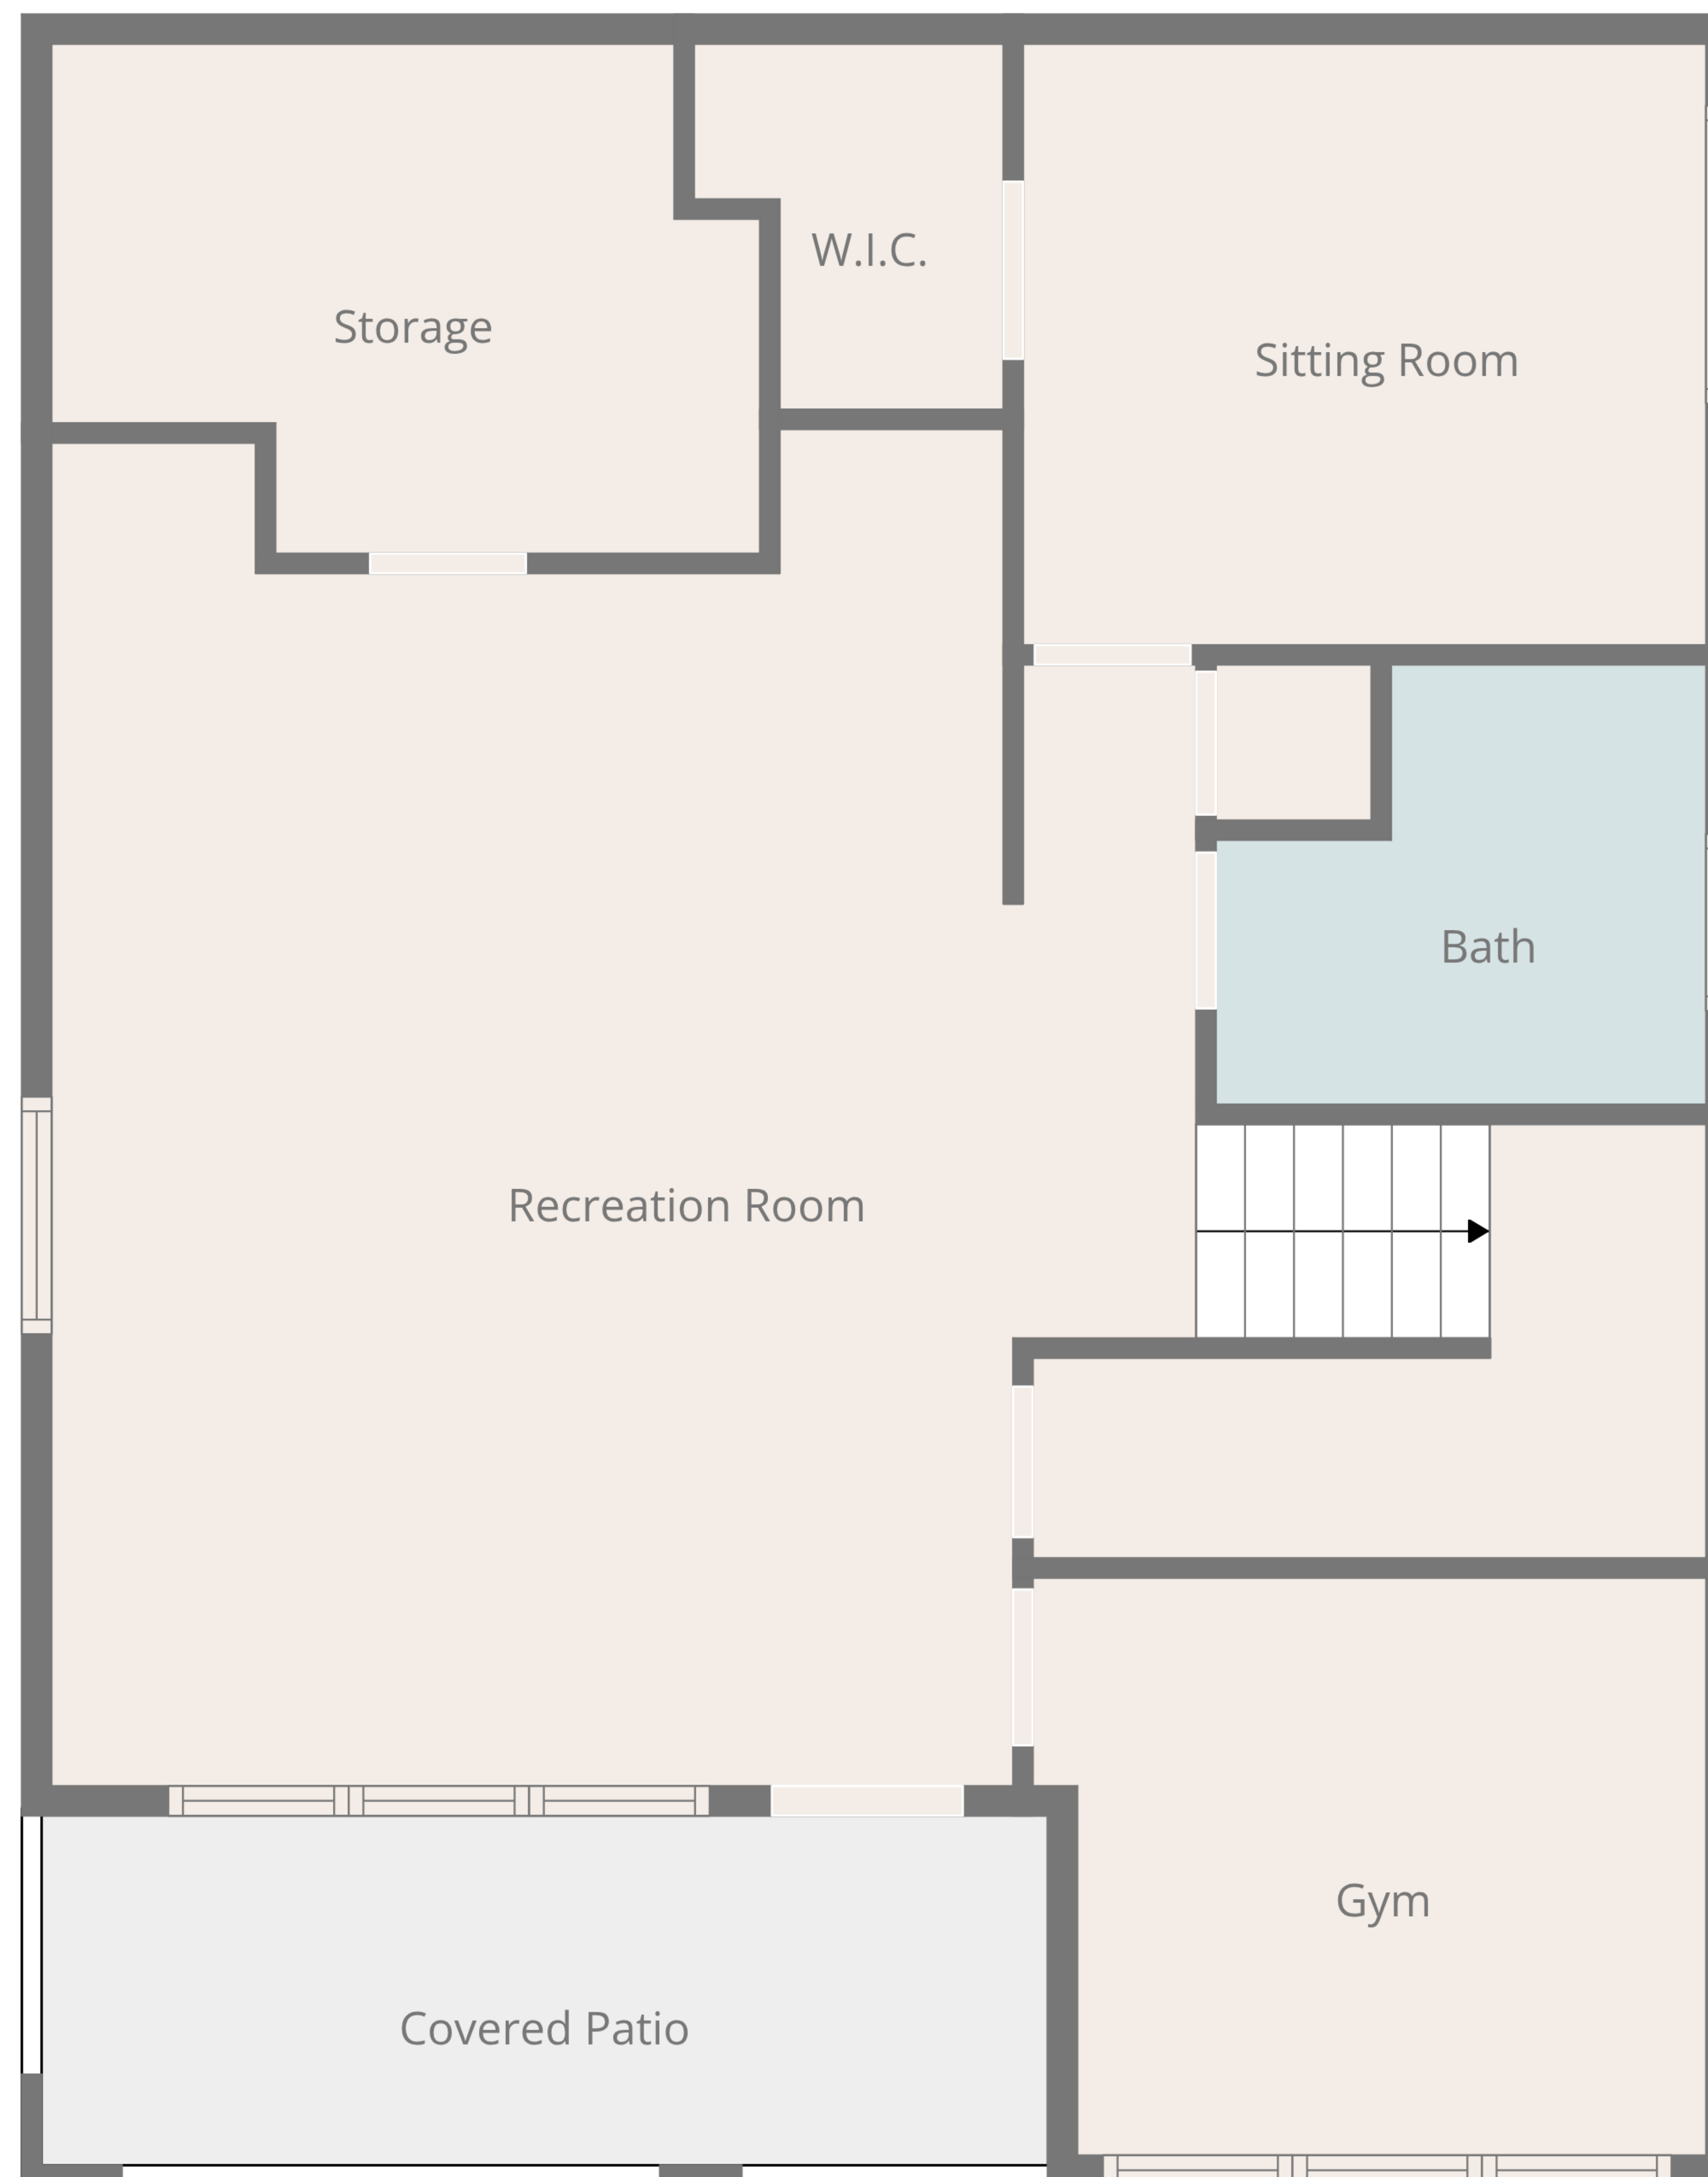 W.I.C.
Storage
Sitting Room
Bath
Recreation Room
Gym
Covered Patio